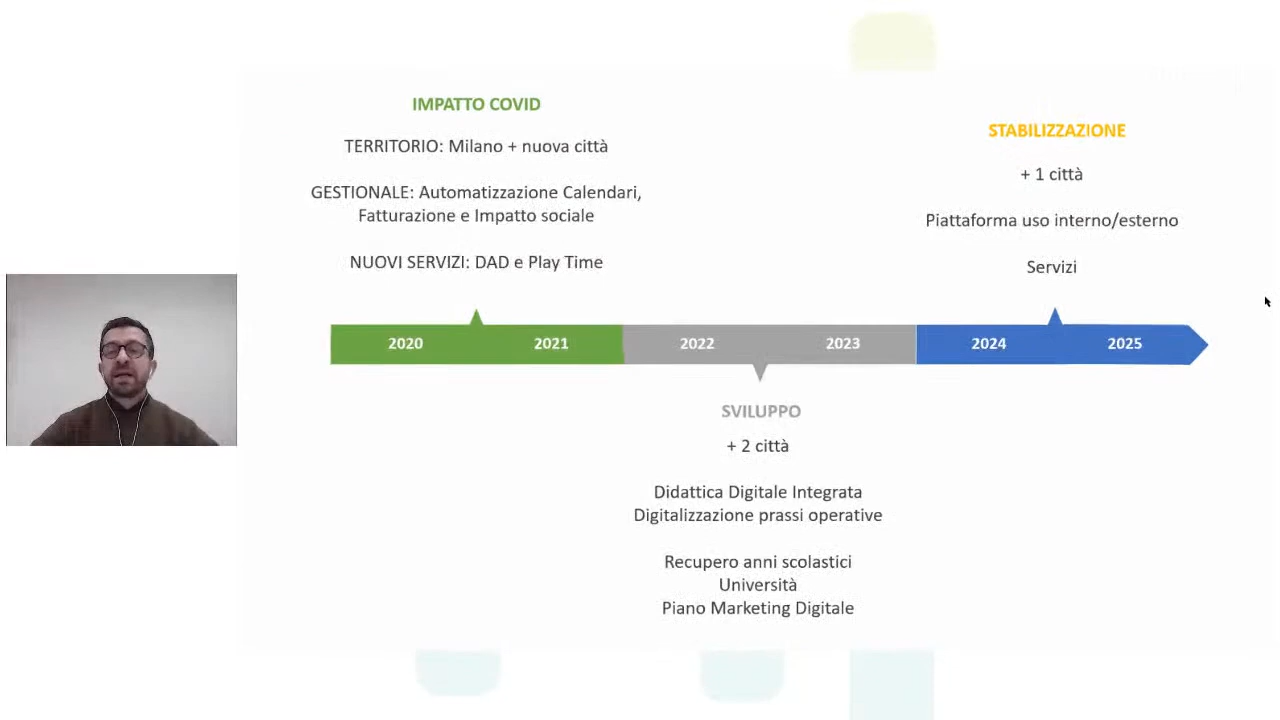 IMPATTO COVID
TERRITORIO: Milano + nuova città
GESTIONALE: Automatizzazione Calendari,
Fatturazione e Impatto sociale
NUOVI SERVIZI: DAD e Play Time
STABILIZZAZIONE
+ 1 città
Piattaforma uso interno/esterno
Servizi
2020 2021 2022 2023 2024 2025
SVILUPPO
+ 2 città
Didattica Digitale Integrata
Digitalizzazione prassi operative
Recupero anni scolastici
Università
Piano Marketing Digitale